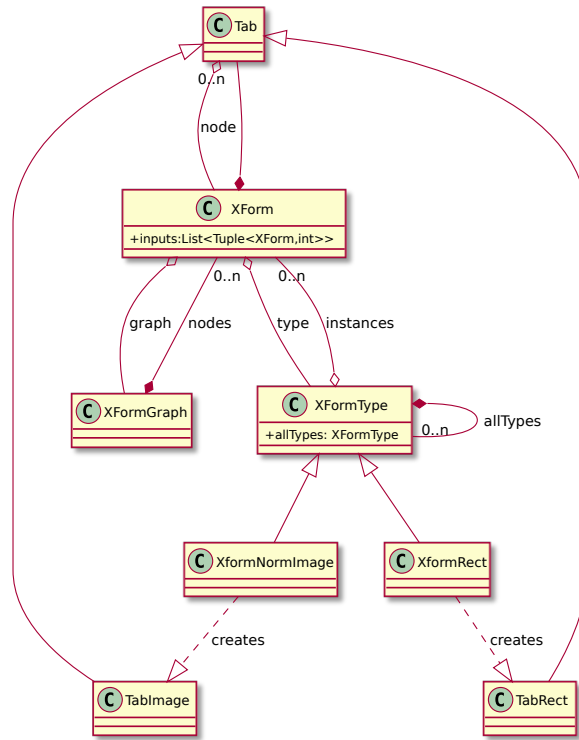 C Tab
0..n
node
C XForm
+inputs:List<Tuple<XForm,int>>
0..n 0..n
graph nodes type instances
C XFormGraph
C XFormType
+allTypes: XFormType
0..n
allTypes
C XformNormImage
C XformRect
creates creates
C TabImage
C TabRect